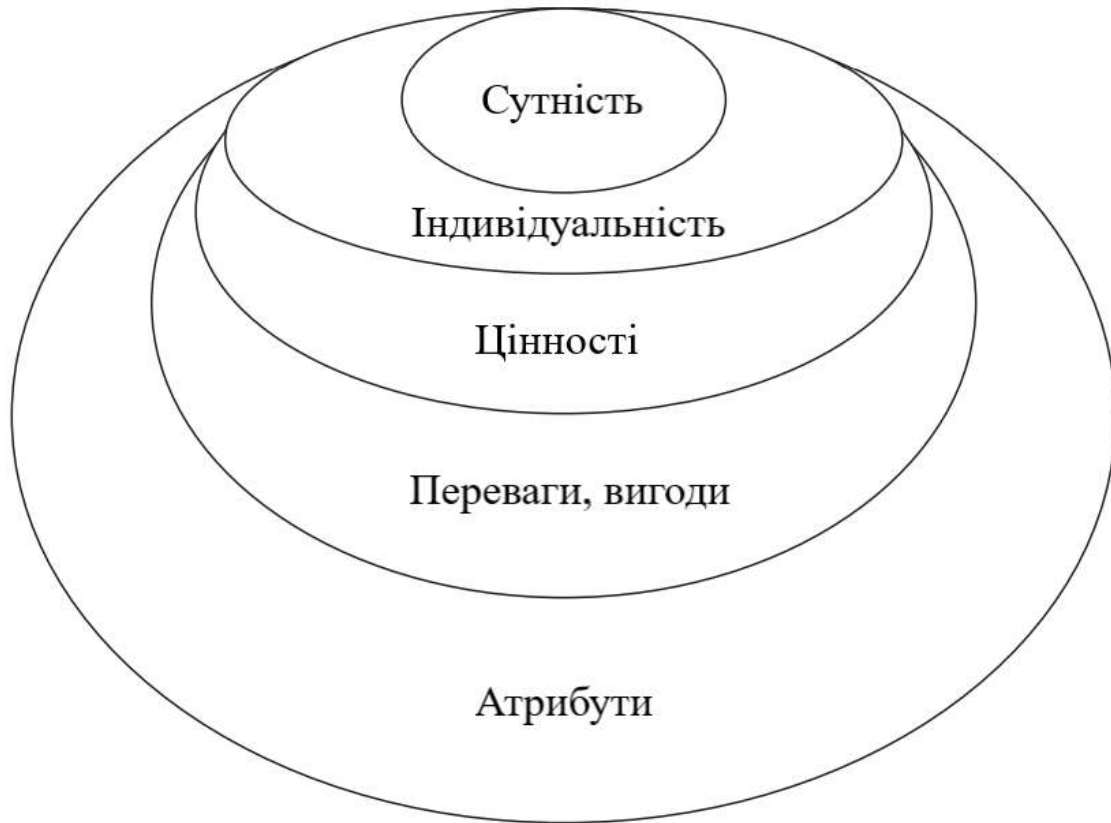 Сутність
Індивідуальність
Цінності
Переваги, вигоди
Атрибути